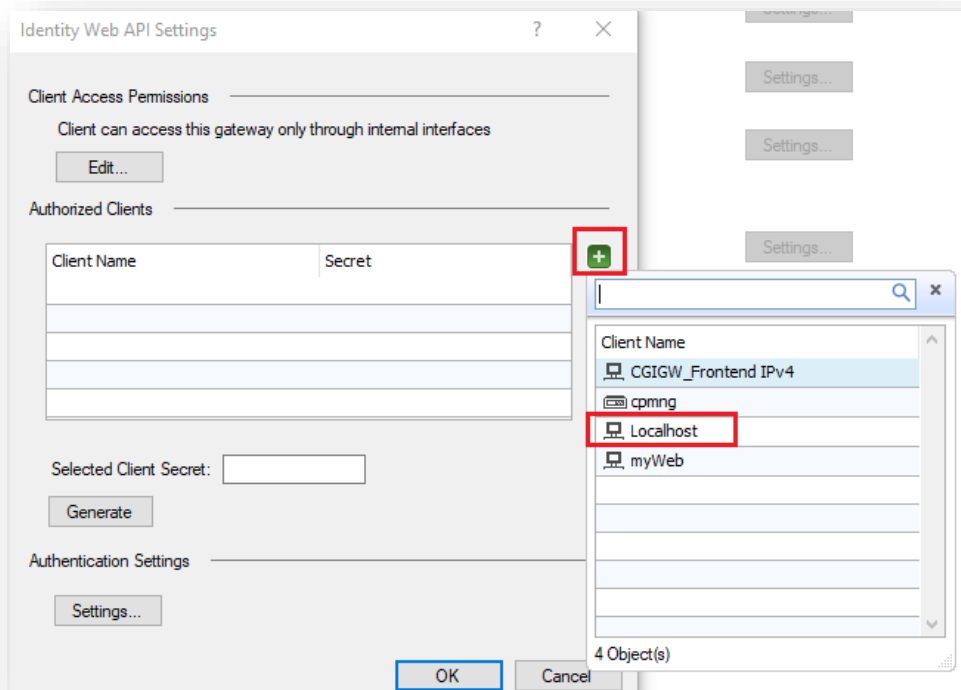 Identity Web API Settings
?
Settings...
Settings...
Client Access Permissions
Client can access this gateway only through internal interfaces
Settings...
Edit...
Authorized Clients
Settings...
Client Name Secret
Client Name
CGIGW_Frontend IPv4
cpmng
Localhost
myWeb
Selected Client Secret:
Generate
Authentication Settings
Settings...
4 Object(s)
OK Cancel